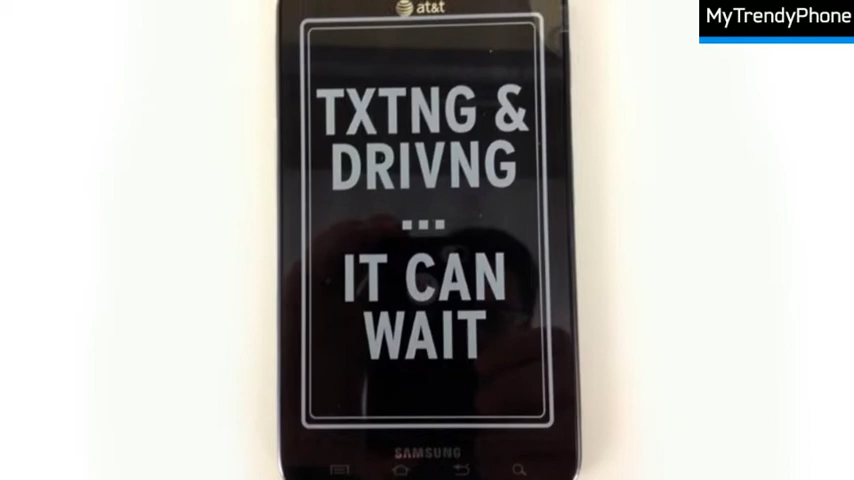 MyTrendyPhone
at&t
TXTNG &
DRIVNG
...
IT CAN
WAIT
SAMSUNG